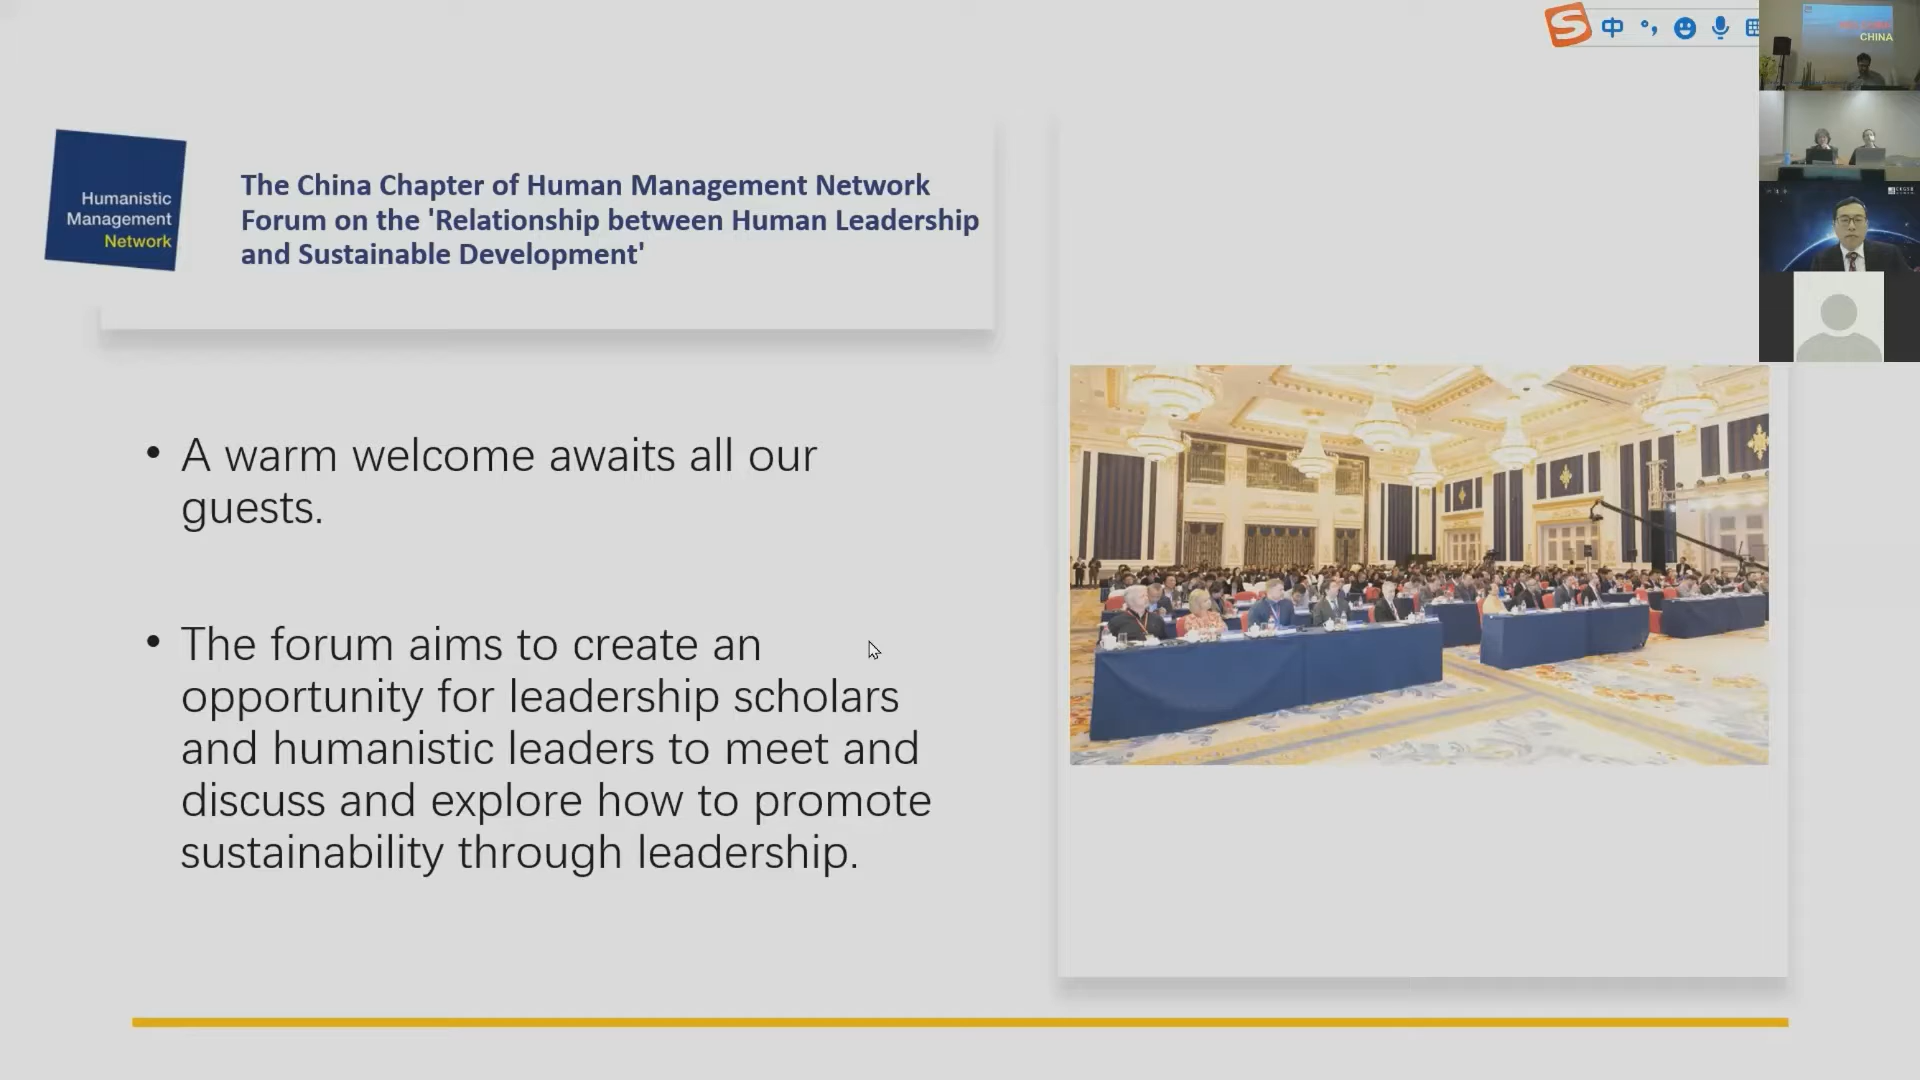 中
CHINA
Humanistic
Management
Network
The China Chapter of Human Management Network
Forum on the 'Relationship between Human Leadership
and Sustainable Development'
• A warm welcome awaits all our
guests.
• The forum aims to create an
opportunity for leadership scholars
and humanistic leaders to meet and
discuss and explore how to promote
sustainability through leadership.